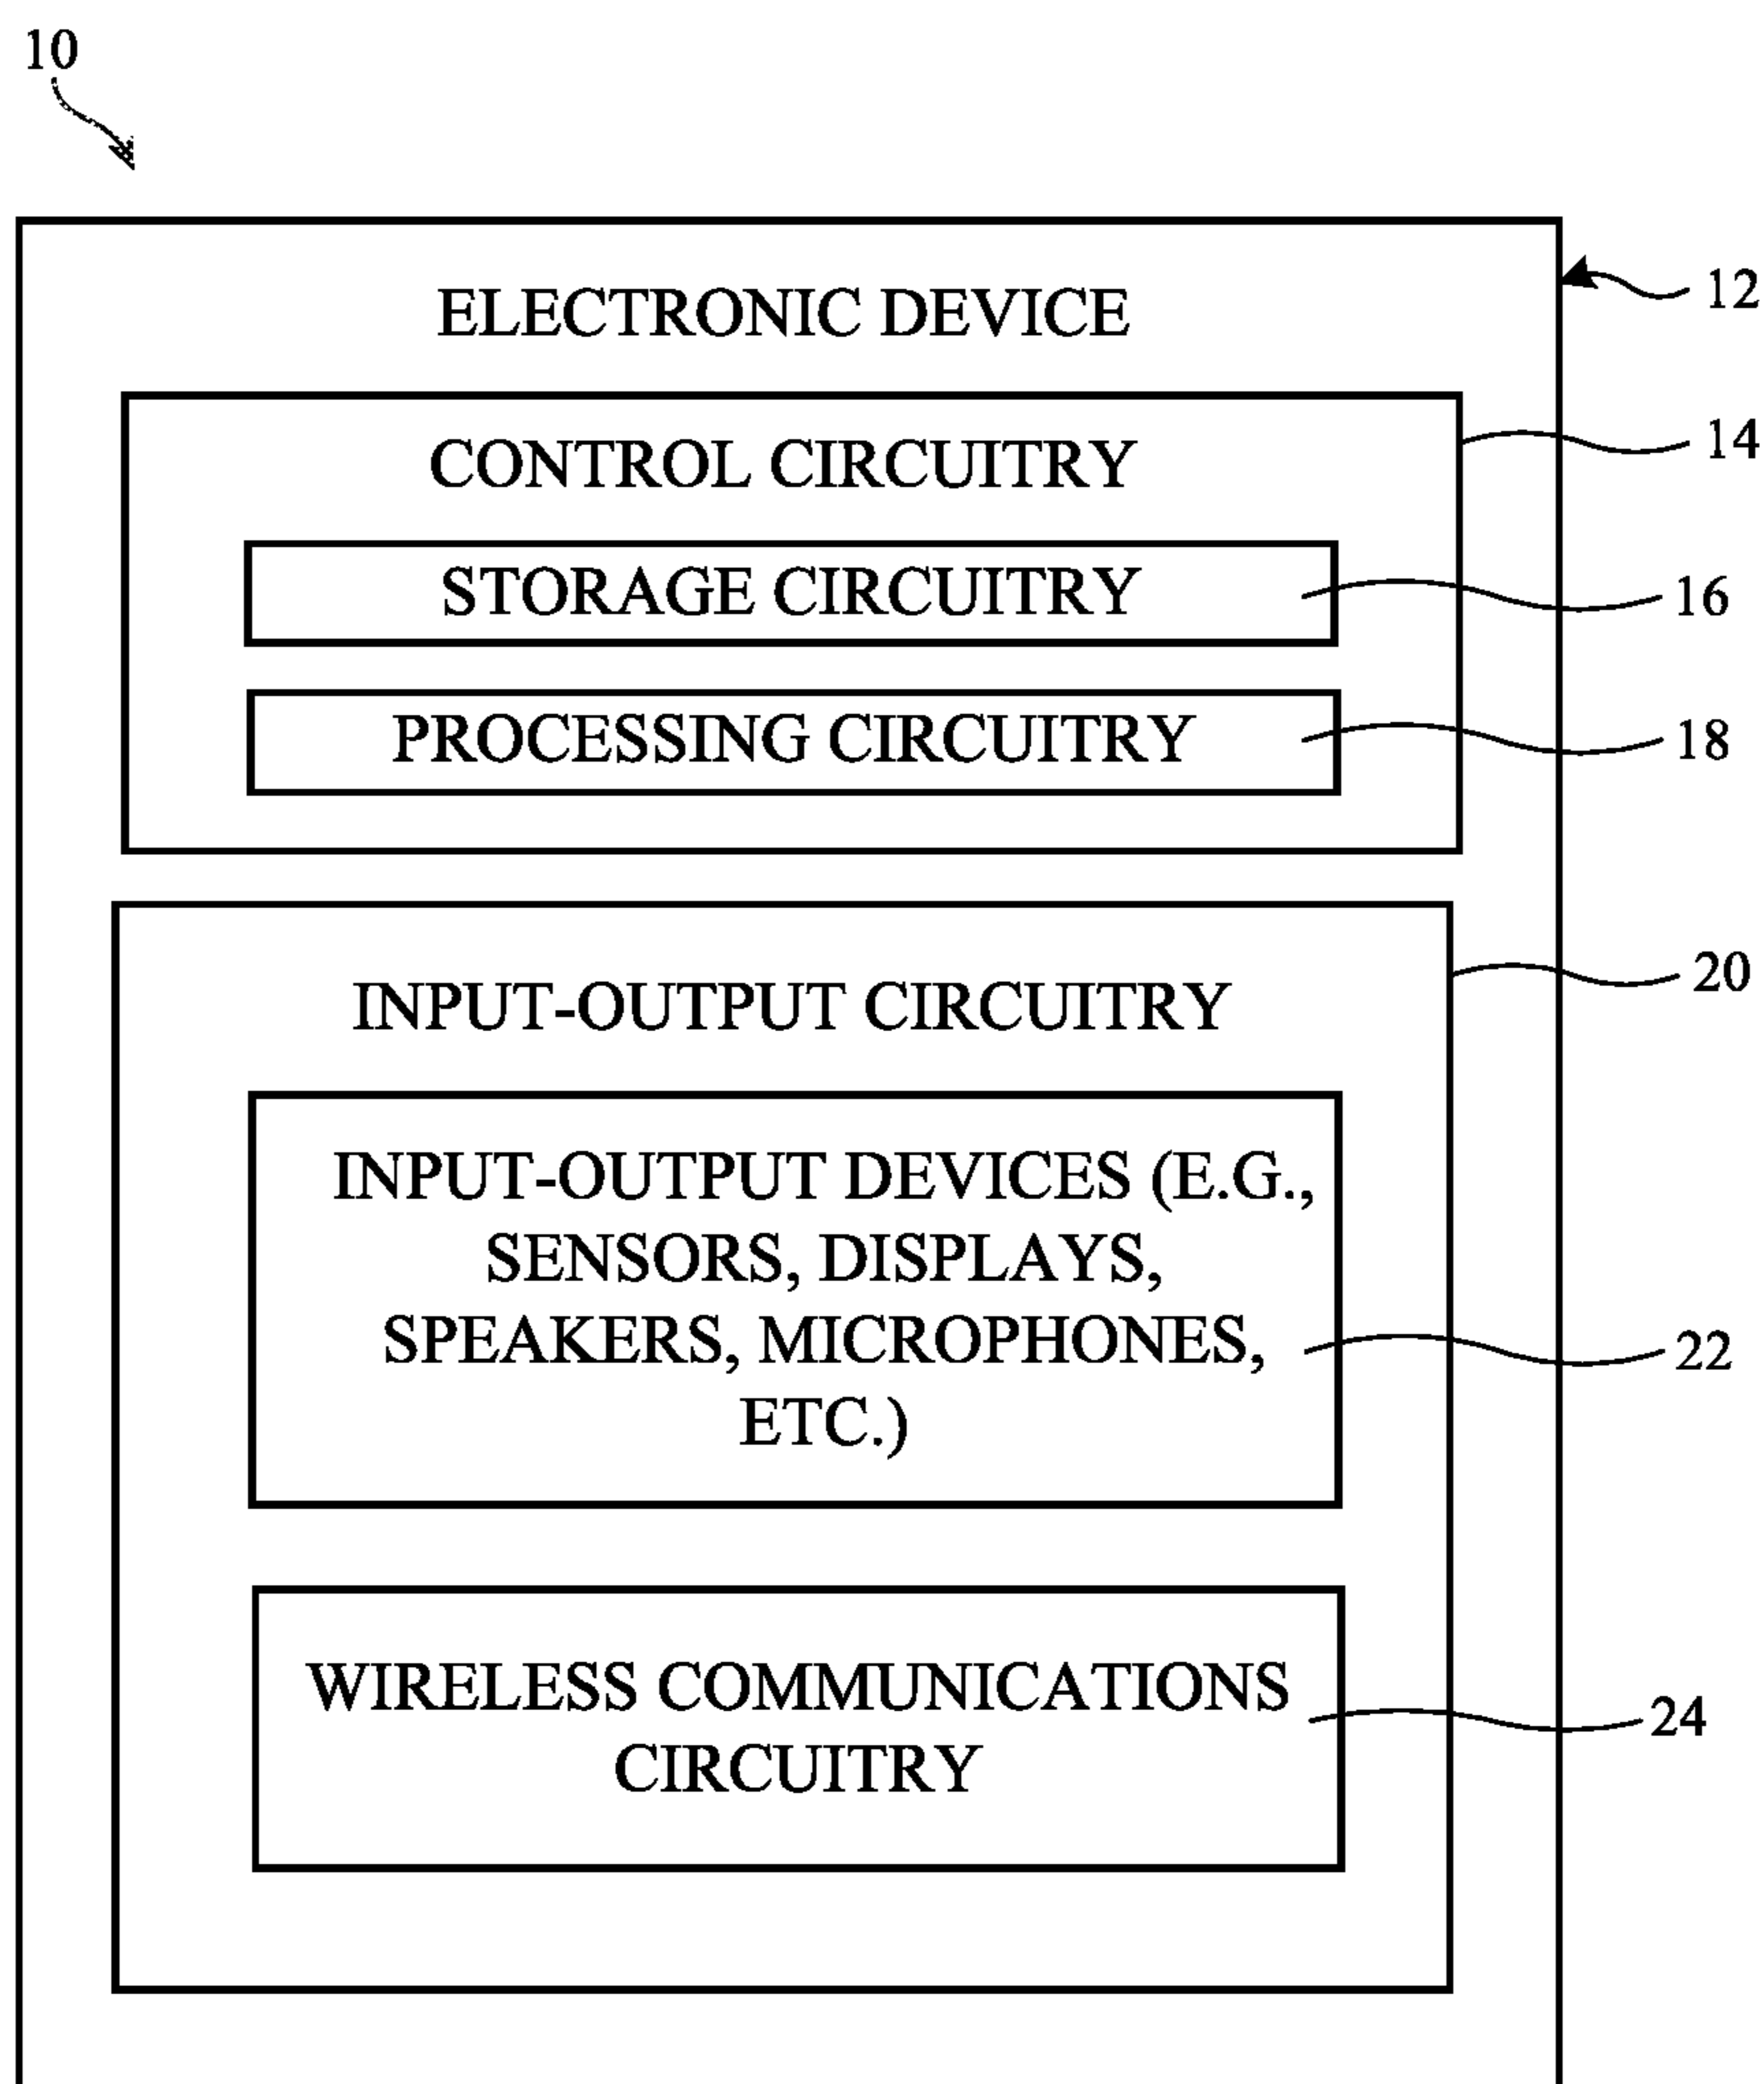 10
ELECTRONIC DEVICE
12
CONTROL CIRCUITRY
14
STORAGE CIRCUITRY
16
PROCESSING CIRCUITRY
18
INPUT-OUTPUT CIRCUITRY
20
INPUT-OUTPUT DEVICES (E.G.,
SENSORS, DISPLAYS,
SPEAKERS, MICROPHONES,
ETC.)
22
WIRELESS COMMUNICATIONS
CIRCUITRY
24